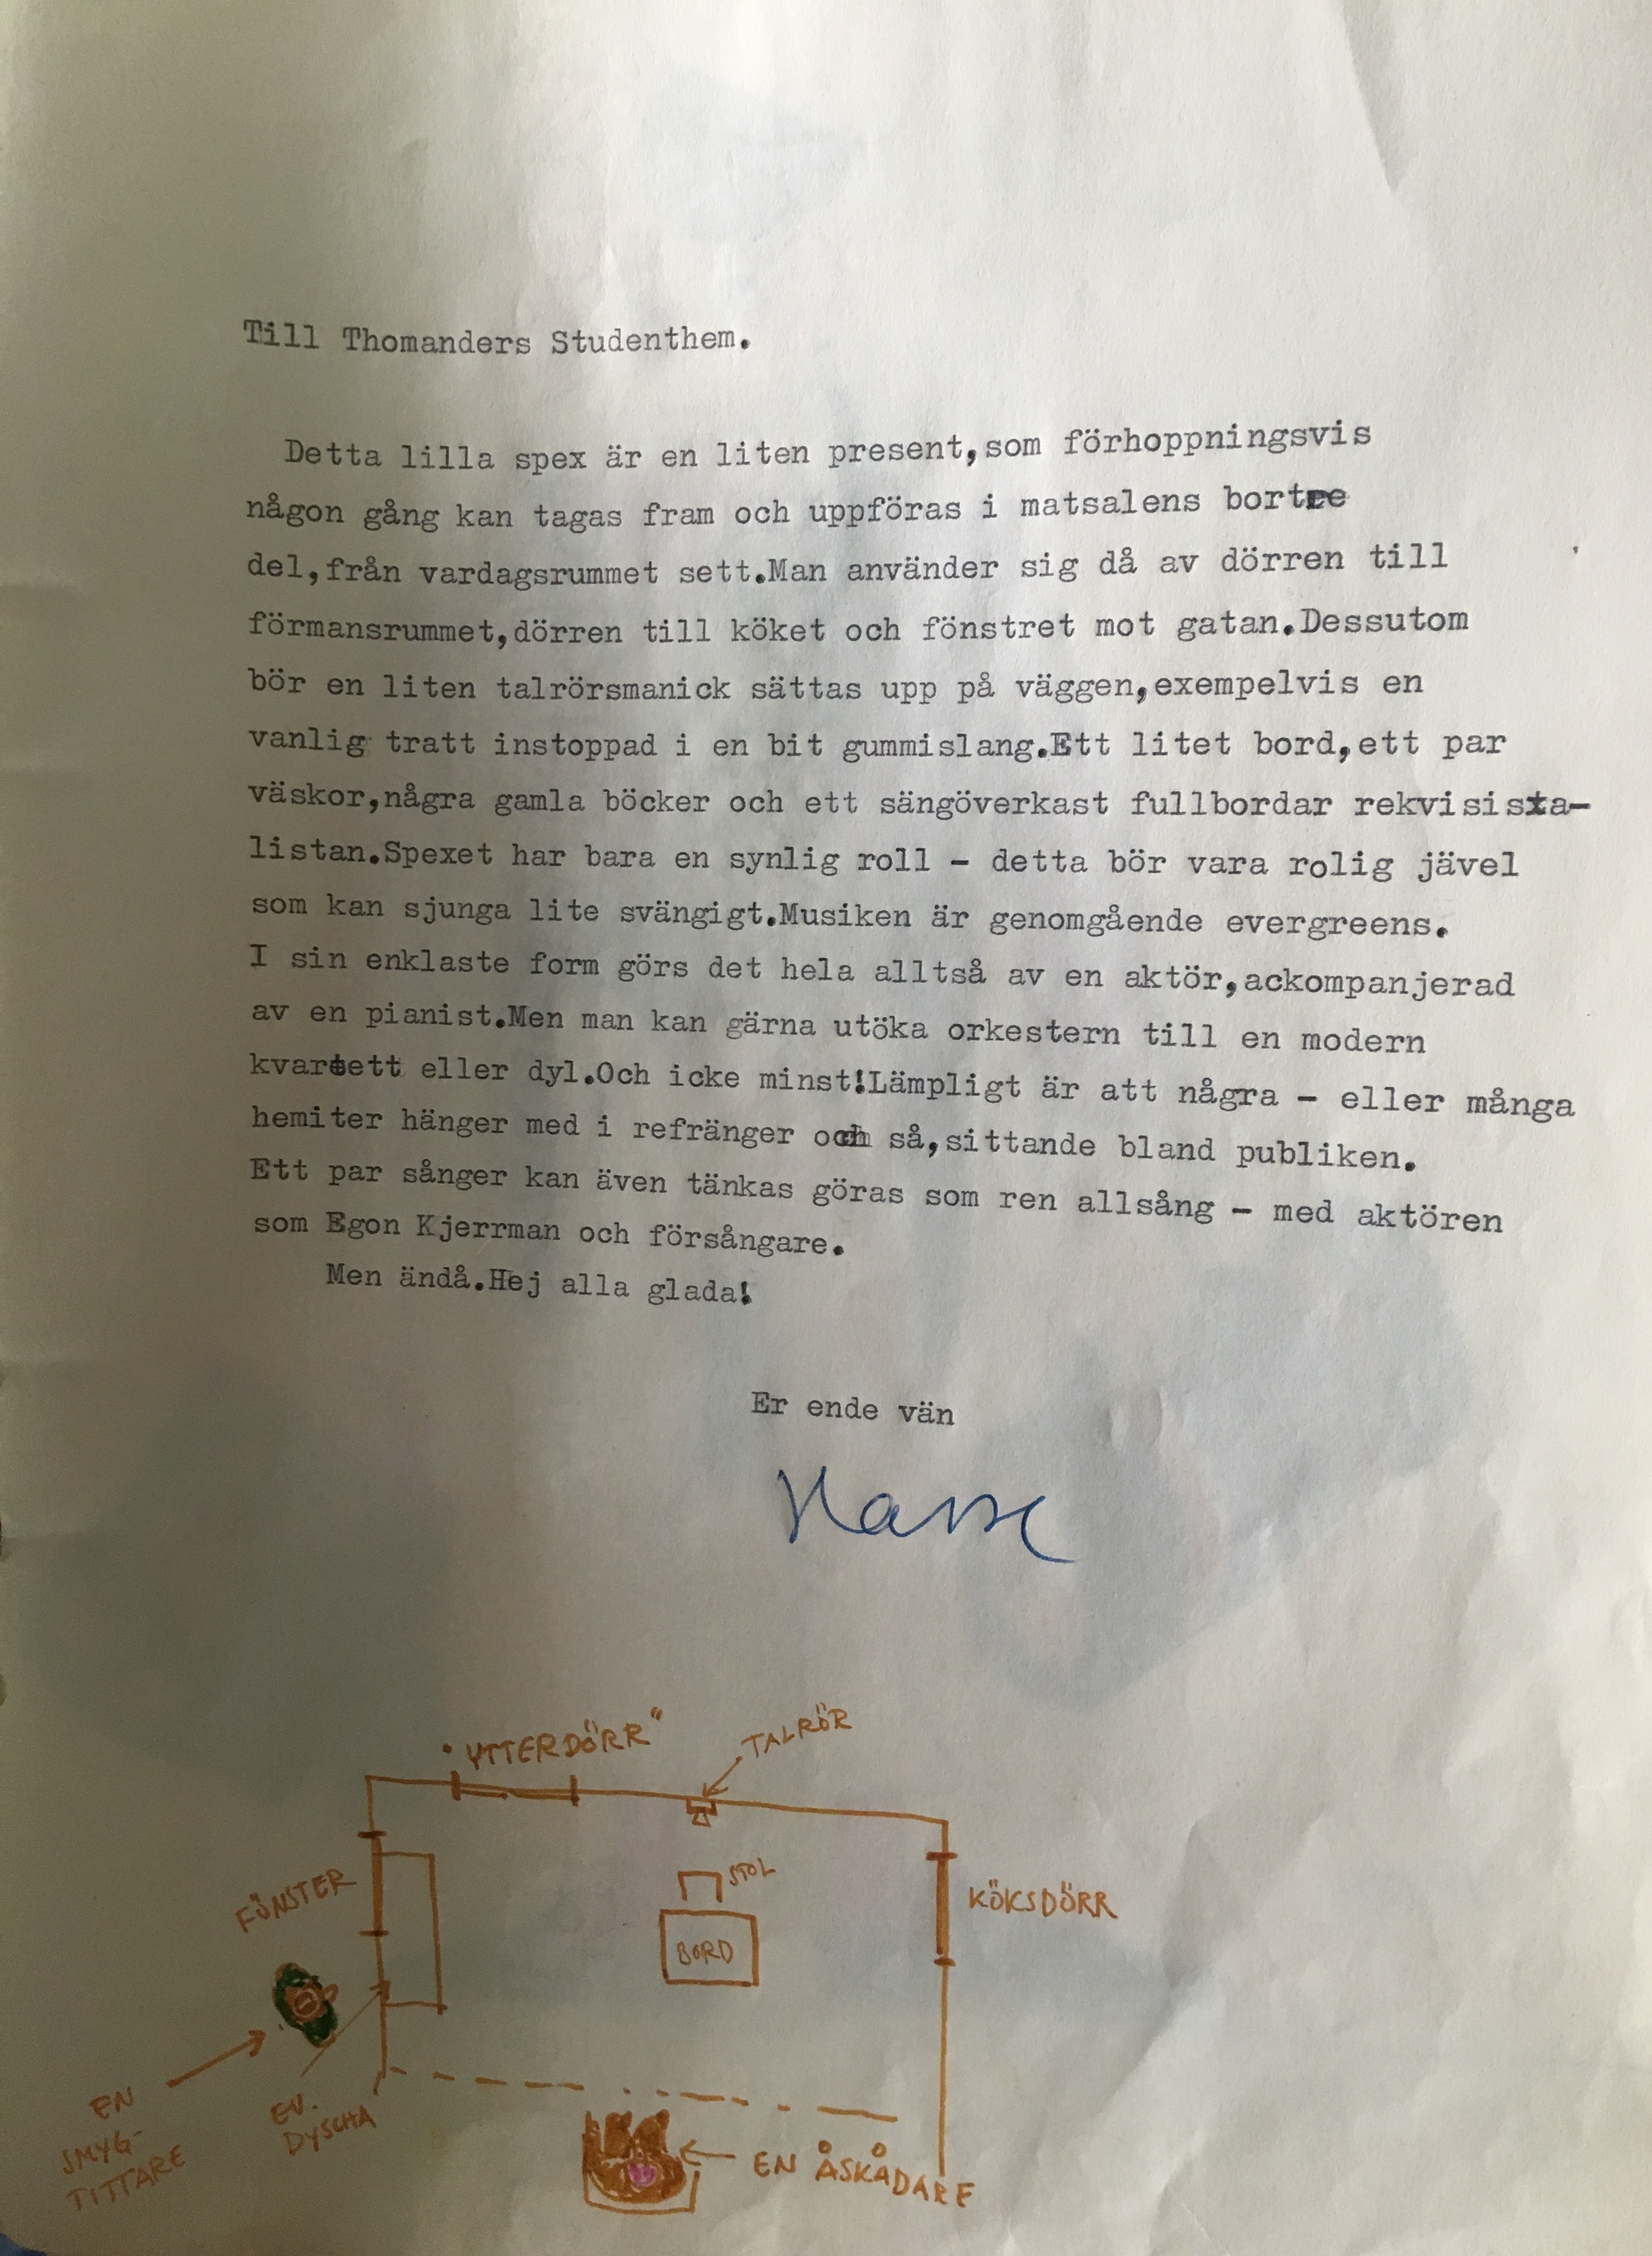 Till Thomanders Studenthem.
Detta lilla spex är en liten present,som förhoppningsvis
någon gång kan tagas fram och uppföras i matsalens bortre
del,från vardagsrummet sett.Man använder sig då av dörren till
förmansrummet,dörren till köket och fönstret mot gatan.Dessutom
bör en liten talrörsmanick sättas upp på väggen,exempelvis en
vanlig tratt instoppad i en bit gummislang.Ett litet bord,ett par
väskor,några gamla böcker och ett sängöverkast fullbordar rekvisista-
listan.Spexet har bara en synlig roll - detta bör vara rolig jävel
som kan sjunga lite svängigt.Musiken är genomgående evergreens.
I sin enklaste form görs det hela alltså av en aktör,ackompanjerad
av en pianist.Men man kan gärna utöka orkestern till en modern
kvartett eller dyl.Och icke minst!Lämpligt är att några - eller många
hemiter hänger med i refränger och så,sittande bland publiken.
Ett par sånger kan även tänkas göras som ren allsång - med aktören
som Egon Kjerrman och försångare.
Men ändå.Hej alla glada!
Er ende vän
Hasse
"YTTERDÖRR"
TALRÖR
FÖNSTER
STOL
BORD
KÖKSDÖRR
EN
SMYG-
TITTARE
EV.
DYSCHA
EN ÅSKÅDARE